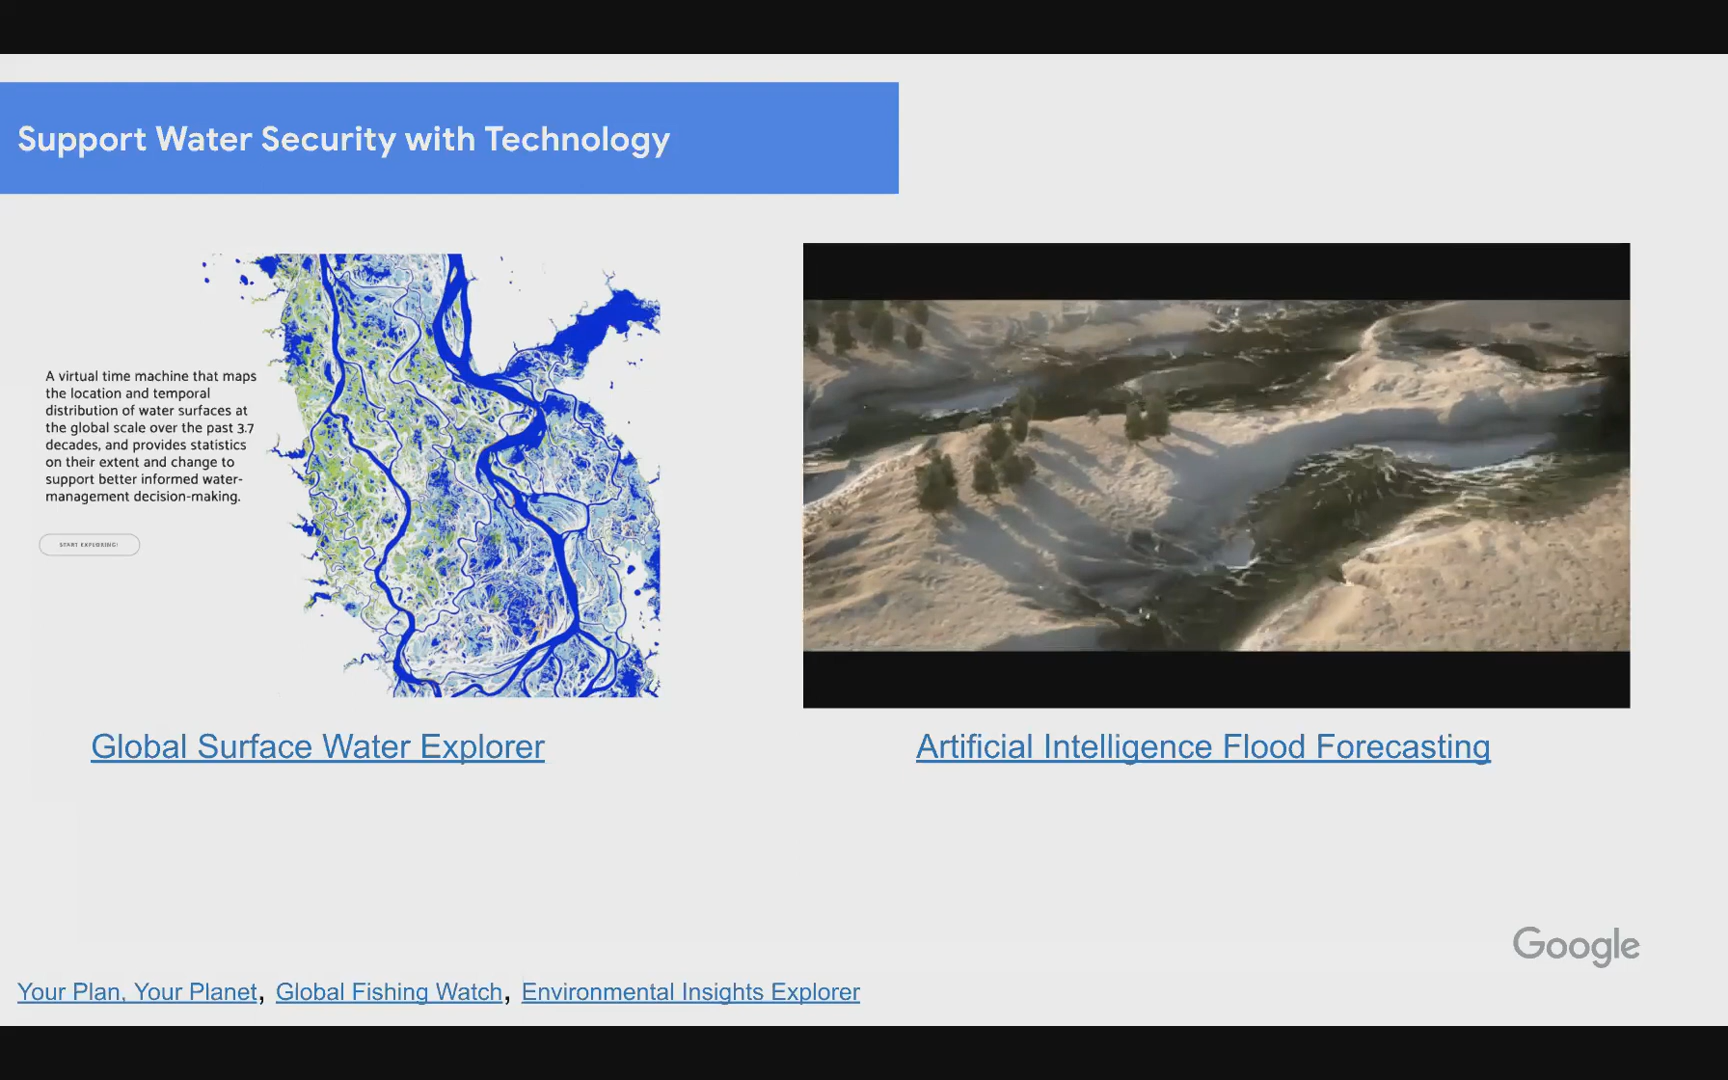 Support Water Security with Technology
A virtual time machine that maps
the location and temporal
distribution of water surfaces at
the global scale over the past 3.7
decades, and provides statistics
on their extent and change to
support better informed water-
management decision-making.
START EXPLORING!
Global Surface Water Explorer
Artificial Intelligence Flood Forecasting
Google
Your Plan, Your Planet, Global Fishing Watch, Environmental Insights Explorer